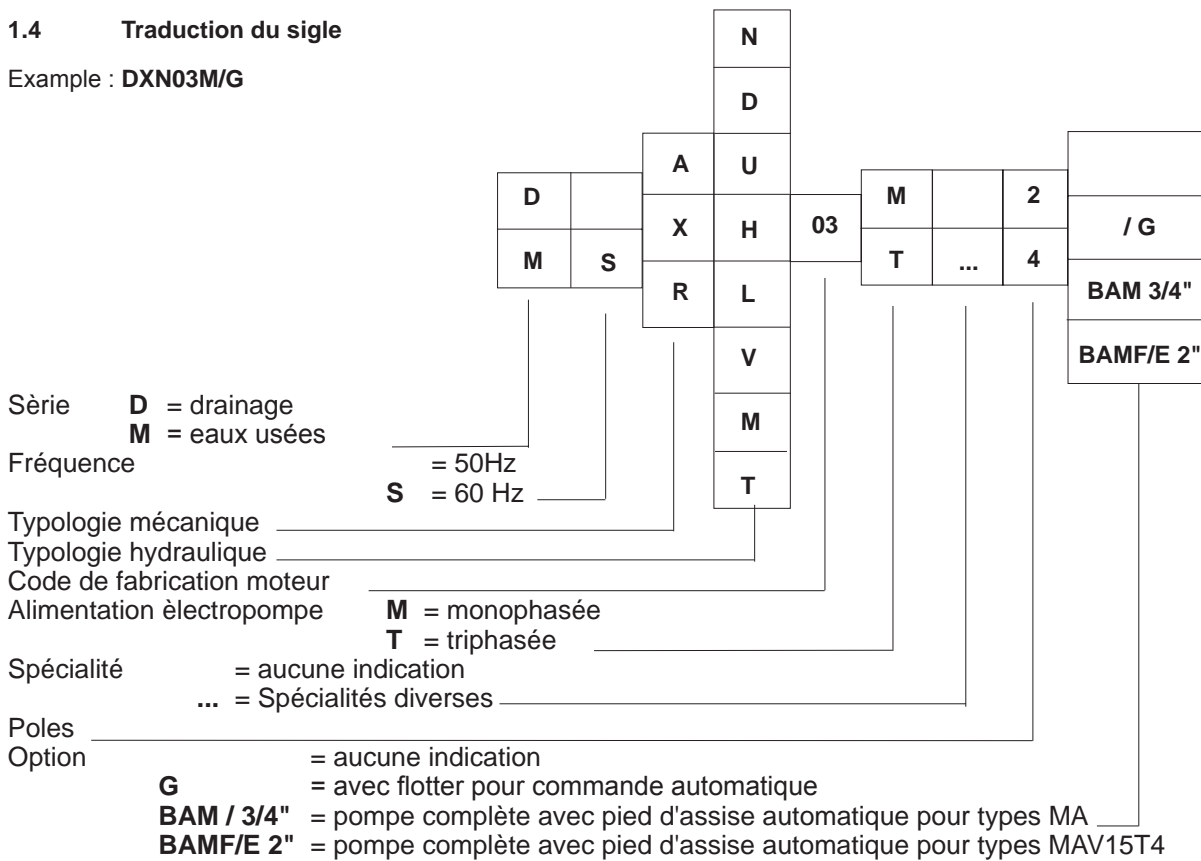 1.4 Traduction du sigle
Example : DXN03M/G
N
D
A U
D M 2
X H 03 / G
M S T ... 4
R L BAM 3/4"
V BAMF/E 2"
M
T
Sèrie D = drainage
M = eaux usées
Fréquence = 50Hz
S = 60 Hz
Typologie mécanique
Typologie hydraulique
Code de fabrication moteur
Alimentation èlectropompe M = monophasée
T = triphasée
Spécialité = aucune indication
... = Spécialités diverses
Poles
Option = aucune indication
G = avec flotter pour commande automatique
BAM / 3/4" = pompe complète avec pied d'assise automatique pour types MA
BAMF/E 2" = pompe complète avec pied d'assise automatique pour types MAV15T4